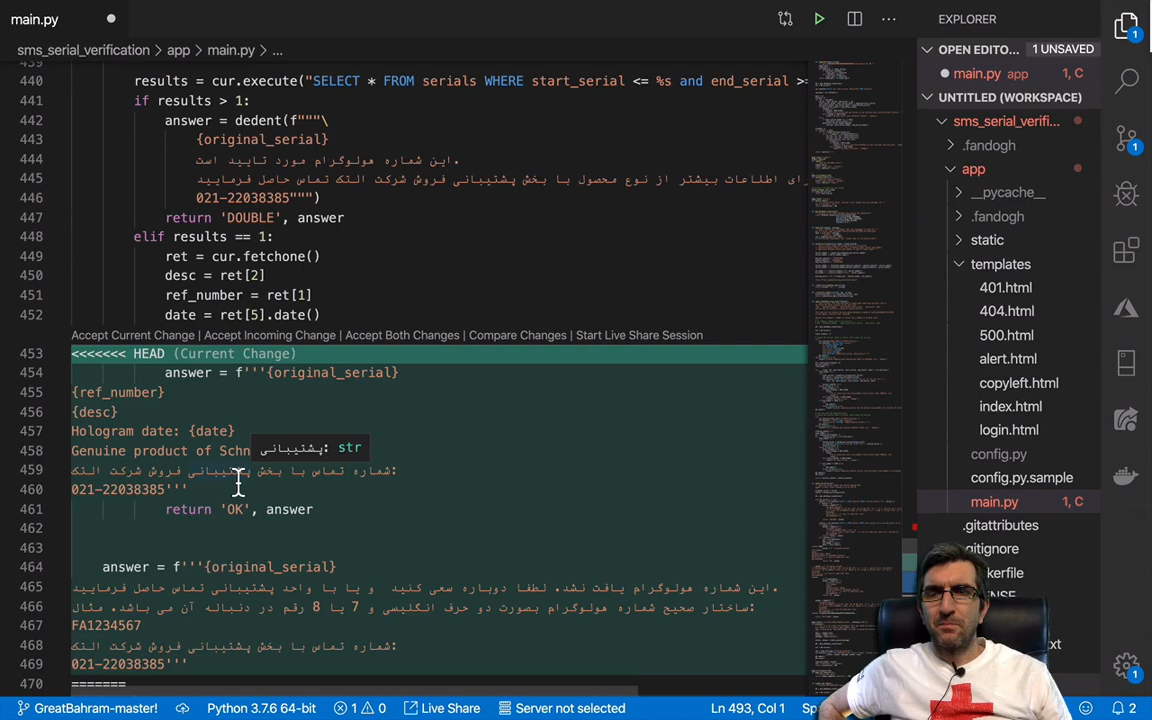 main.py
EXPLORER
sms_serial_verification > app > main.py > ...
OPEN EDITO... 1 UNSAVED
main.py app 1, C
UNTITLED (WORKSPACE)
439
440 results = cur.execute("SELECT * FROM serials WHERE start_serial <= %s and end_serial >=
441 if results > 1:
442 answer = dedent(f"""\
443 {original_serial}
444 این شماره هولوگرام مورد تایید است.
445 رای اطلاعات بیشتر از نوع محصول با بخش پشتیبانی فروش شرکت التک تماس حاصل فرمایید
446 021-22038385""")
447 return 'DOUBLE', answer
448 elif results == 1:
449 ret = cur.fetchone()
450 desc = ret[2]
451 ref_number = ret[1]
452 date = ret[5].date()
Accept Current Change | Accept Incoming Change | Accept Both Changes | Compare Changes | Start Live Share Session
453 <<<<<<< HEAD (Current Change)
454 answer = f'''{original_serial}
455 {ref_number}
456 {desc}
457 Hologram date: {date}
458 Genuine product of Schn
پشتیبانی: str
459 شماره تماس با بخش پشتیبانی فروش شرکت التک:
460 021-22038385'''
461 return 'OK', answer
462
463
464 answer = f'''{original_serial}
465 این شماره هولوگرام یافت نشد. لطفا دوباره سعی کنید و یا با واحد پشتیبانی تماس حاصل فرمایید.
466 ساختار صحیح شماره هولوگرام بصورت دو حرف انگلیسی و 7 یا 8 رقم در دنباله آن می باشد. مثال:
467 FA1234567
468 شماره تماس با بخش پشتیبانی فروش شرکت التک:
469 021-22038385'''
470 =======
sms_serial_verifi...
.fandogh
app
__pycache__
.fandogh
static
templates
401.html
404.html
500.html
alert.html
copyleft.html
index.html
login.html
config.py
config.py.sample
main.py 1, C
.gitattributes
gitignore
kerfile
ENSE
xt
GreatBahram-master! Python 3.7.6 64-bit 1 0 Live Share Server not selected Ln 493, Col 1 Sp 2